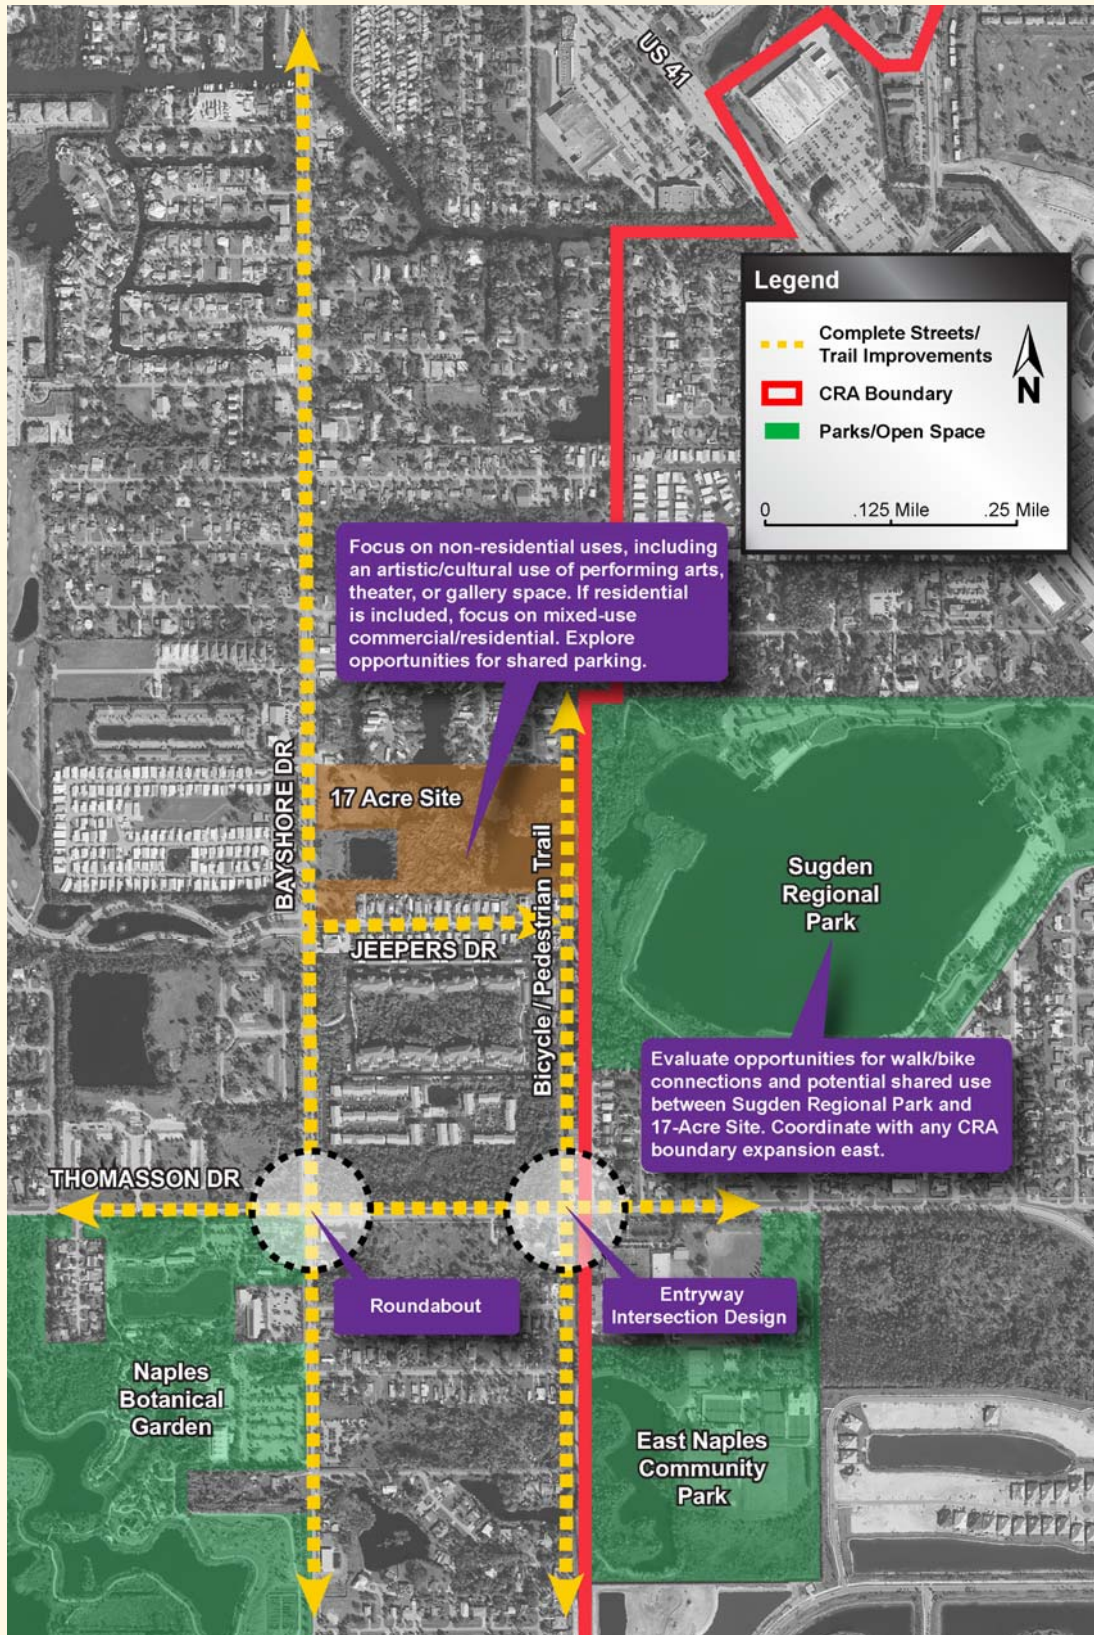 US 41
Legend
Complete Streets/
Trail Improvements
N
CRA Boundary
Parks/Open Space
0 .125 Mile .25 Mile
Focus on non-residential uses, including
an artistic/cultural use of performing arts,
theater, or gallery space. If residential
is included, focus on mixed-use
commercial/residential. Explore
opportunities for shared parking.
BAYSHORE DR
17 Acre Site
Bicycle / Pedestrian Trail
JEEPERS DR
Sugden
Regional
Park
Evaluate opportunities for walk/bike
connections and potential shared use
between Sugden Regional Park and
17-Acre Site. Coordinate with any CRA
boundary expansion east.
THOMASSON DR
Roundabout
Entryway
Intersection Design
Naples
Botanical
Garden
East Naples
Community
Park